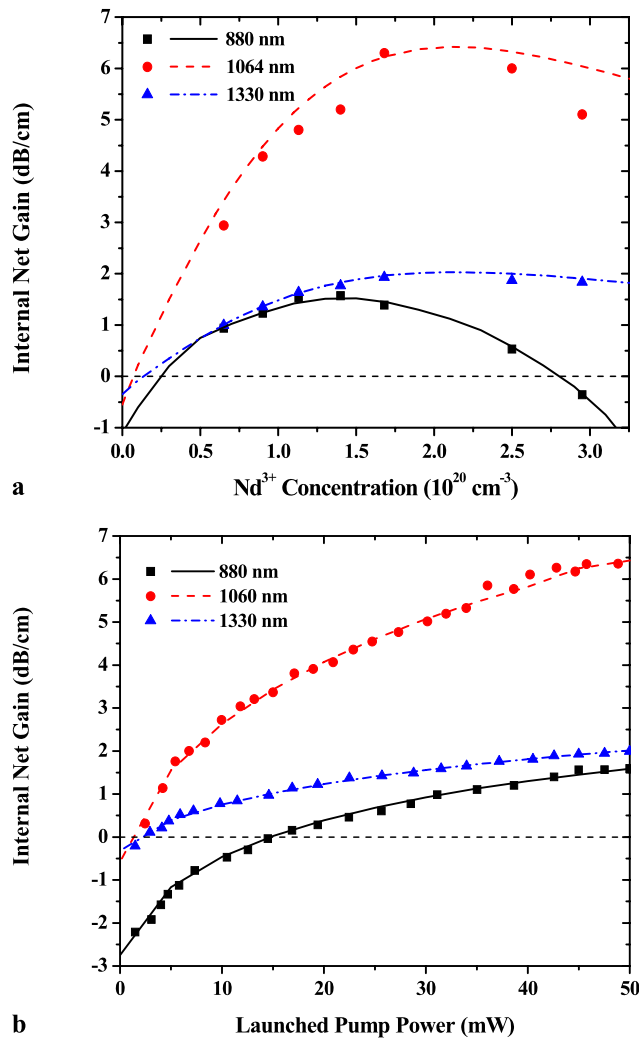 7
6
5
4
3
2
1
0
-1
880 nm
1064 nm
1330 nm
Internal Net Gain (dB/cm)
0.0 0.5 1.0 1.5 2.0 2.5 3.0
a
Nd³⁺ Concentration (10²⁰ cm⁻³)
7
6
5
4
3
2
1
0
-1
-2
-3
880 nm
1060 nm
1330 nm
Internal Net Gain (dB/cm)
0 10 20 30 40 50
b
Launched Pump Power (mW)